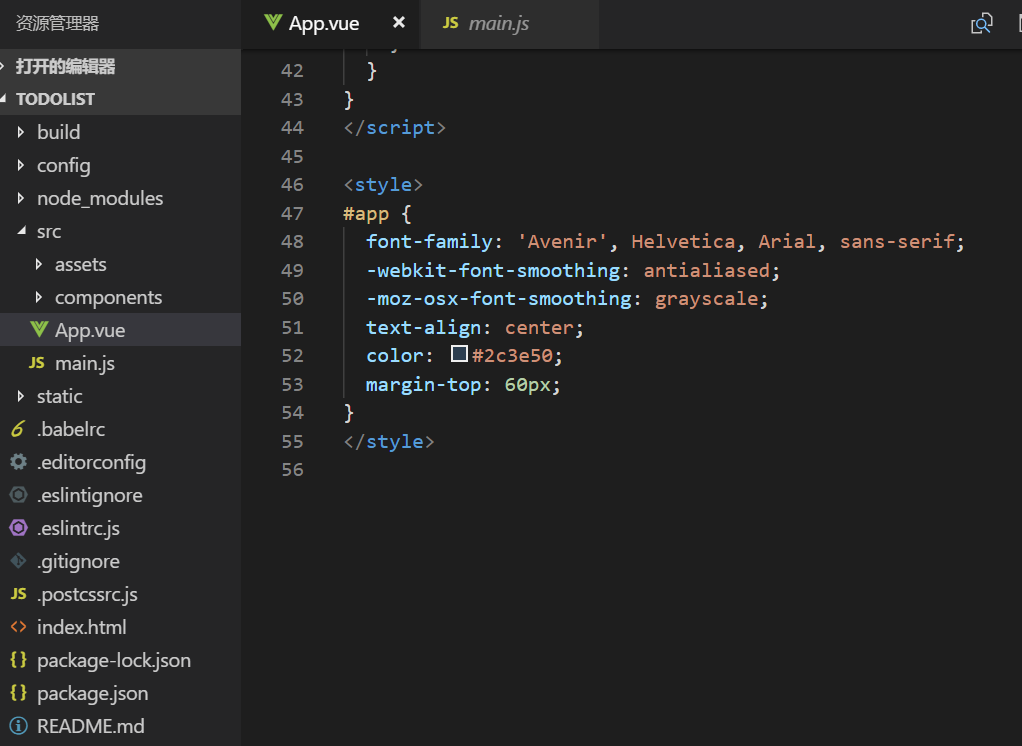 资源管理器
打开的编辑器
TODOLIST
build
config
node_modules
src
assets
components
App.vue
JS main.js
static
.babelrc
.editorconfig
.eslintignore
.eslintrc.js
.gitignore
JS .postcssrc.js
<> index.html
{} package-lock.json
{} package.json
README.md
App.vue × JS main.js
42 }
43 }
44 </script>
45
46 <style>
47 #app {
48 font-family: 'Avenir', Helvetica, Arial, sans-serif;
49 -webkit-font-smoothing: antialiased;
50 -moz-osx-font-smoothing: grayscale;
51 text-align: center;
52 color: #2c3e50;
53 margin-top: 60px;
54 }
55 </style>
56